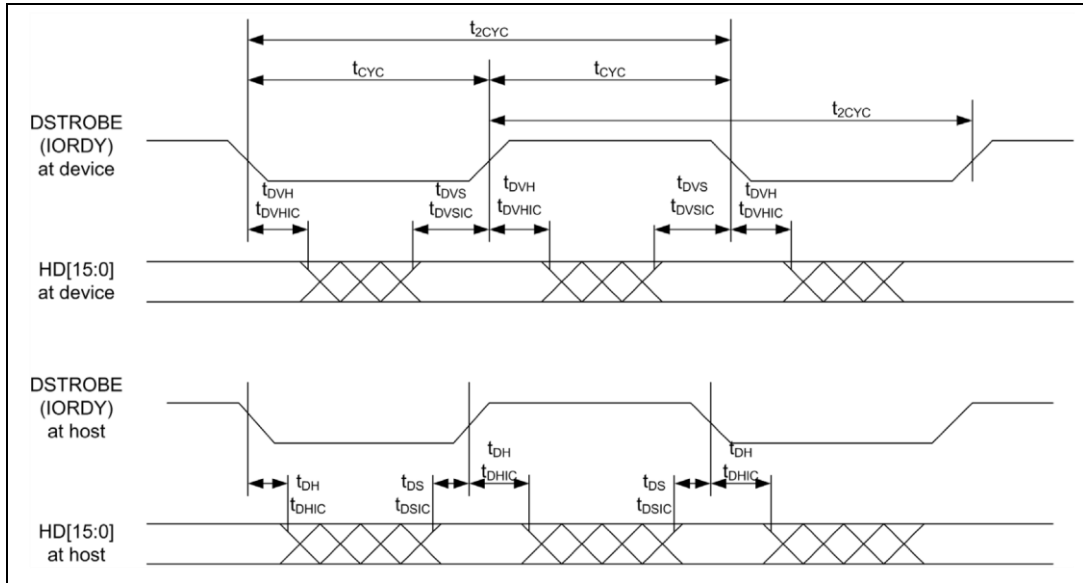 t2CYC
tCYC tCYC
t2CYC
DSTROBE
(IORDY)
at device
tDVH tDVS tDVH tDVS tDVH
tDVHIC tDVSIC tDVHIC tDVSIC tDVHIC
HD[15:0]
at device
DSTROBE
(IORDY)
at host
tDH tDH
tDH tDS tDHIC tDS tDHIC
tDHIC tDSIC tDSIC
HD[15:0]
at host